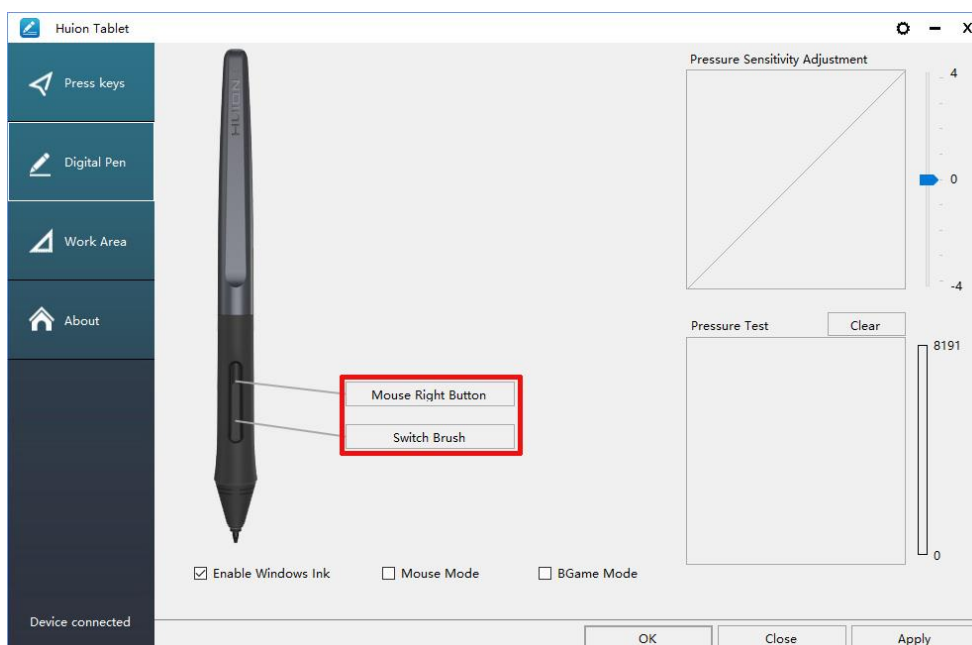 Huion Tablet
X
Press keys
Digital Pen
Work Area
About
Device connected
HUION
Mouse Right Button
Switch Brush
Enable Windows Ink
Mouse Mode
BGame Mode
Pressure Sensitivity Adjustment
4
0
-4
Pressure Test
Clear
8191
0
OK
Close
Apply